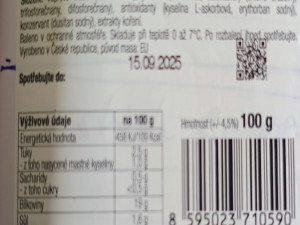 trifosforečnany, difosforečnany), antioxidanty (kyselina L-askorbová, erythorban sodný),
konzervant (dusitan sodný), extrakty koření.
Baleno v ochranné atmosféře. Skladuje při teplotě 0 až 7°C. Po rozbalení ihned spotřebujte.
Vyrobeno v České republice, původ masa: EU
15.09.2025
Spotřebujte do:
Výživové údaje na 100 g
Energetická hodnota
Tuky
- z toho nasycené mastné kyseliny
Sacharidy
- z toho cukry
Bílkoviny
Sůl
Hmotnost (+/-4,5%) 100 g
8 595023 710590